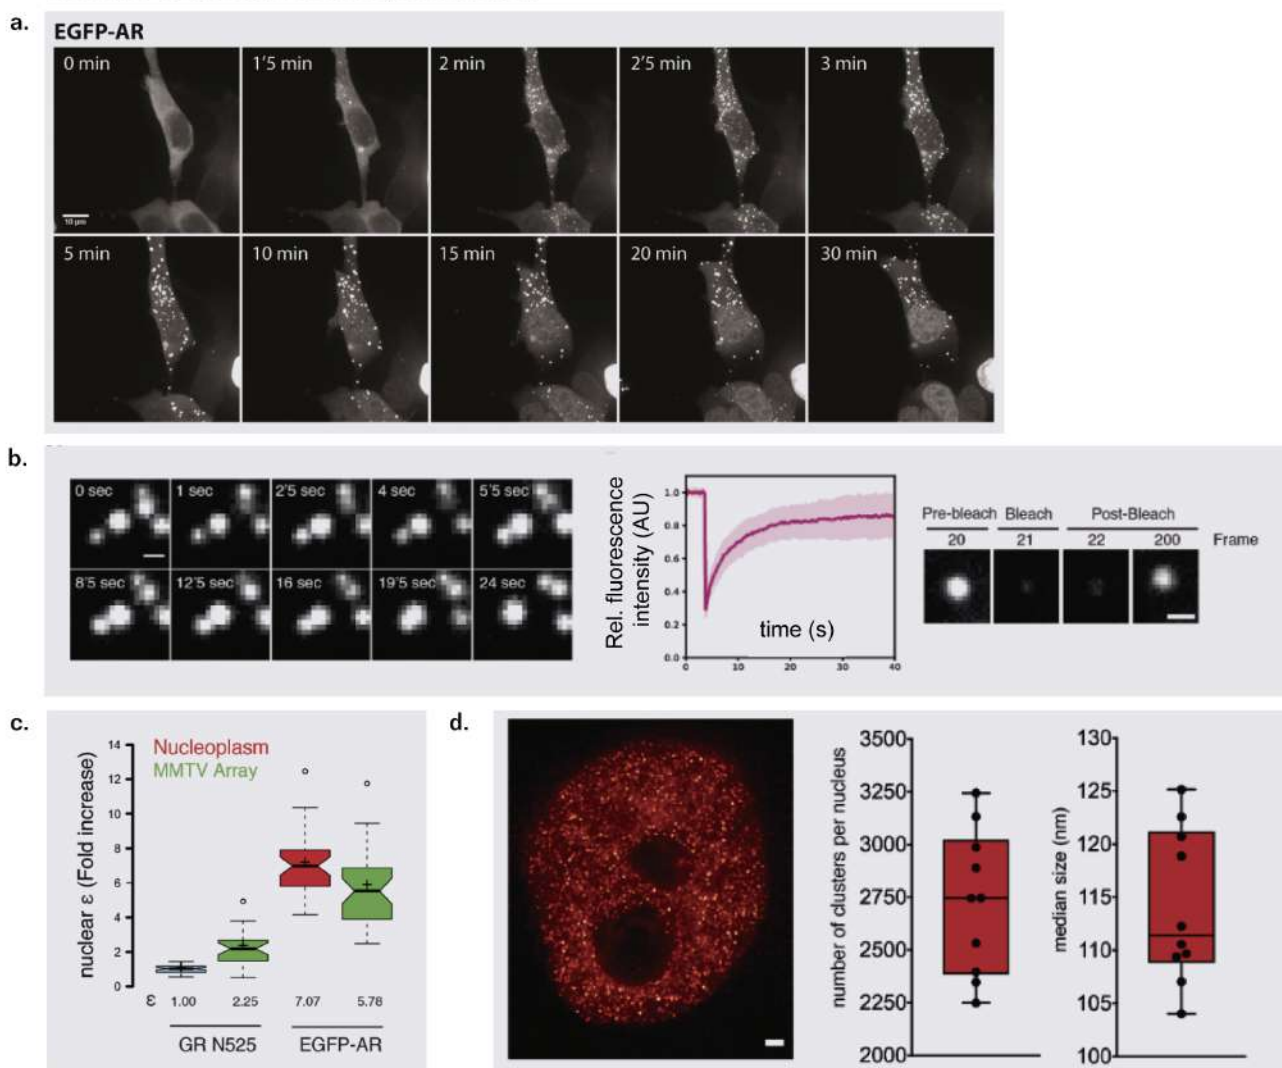 a.
EGFP-AR
0 min
1'5 min
2 min
2'5 min
3 min
10 µm
5 min
10 min
15 min
20 min
30 min
b.
0 sec
1 sec
2'5 sec
4 sec
5'5 sec
8'5 sec
12'5 sec
16 sec
19'5 sec
24 sec
Rel. fluorescence
intensity (AU)
1.0
0.8
0.6
0.4
0.2
0.0
time (s)
0 10 20 30 40
Pre-bleach Bleach Post-Bleach
20 21 22 200 Frame
c.
nuclear ε (Fold increase)
14
12
10
8
6
4
2
0
Nucleoplasm
MMTV Array
ε 1.00 2.25 7.07 5.78
GR N525 EGFP-AR
d.
number of clusters per nucleus
3500
3250
3000
2750
2500
2250
2000
median size (nm)
130
125
120
115
110
105
100